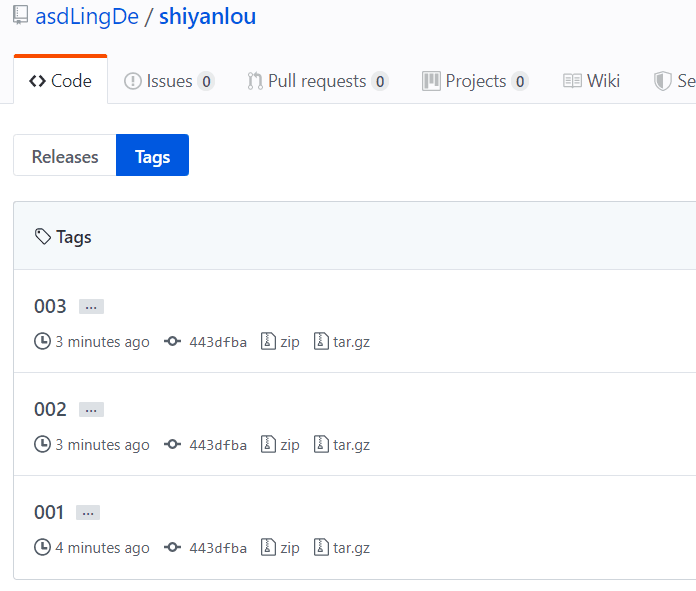 asdLingDe / shiyanlou
Code Issues 0 Pull requests 0 Projects 0 Wiki Se
Releases Tags
Tags
003 ...
3 minutes ago 443dfba zip tar.gz
002 ...
3 minutes ago 443dfba zip tar.gz
001 ...
4 minutes ago 443dfba zip tar.gz